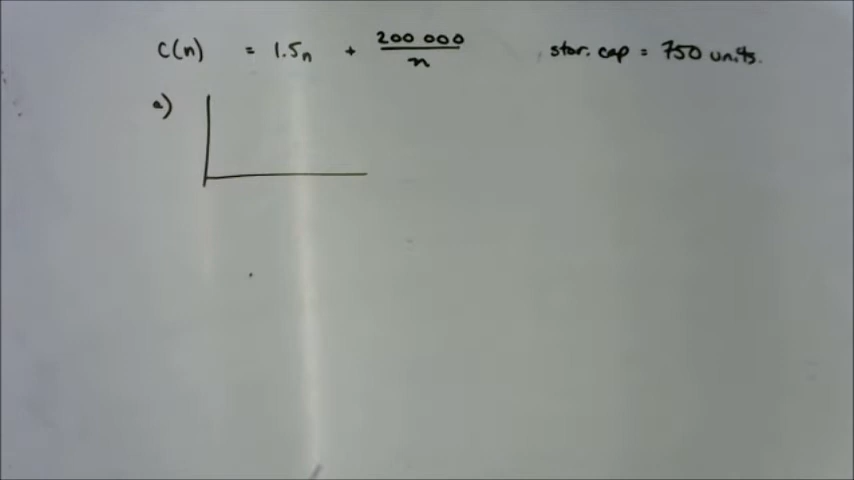 C(n) = 1.5n + 200 000 / n stor. cap = 750 units.
a)